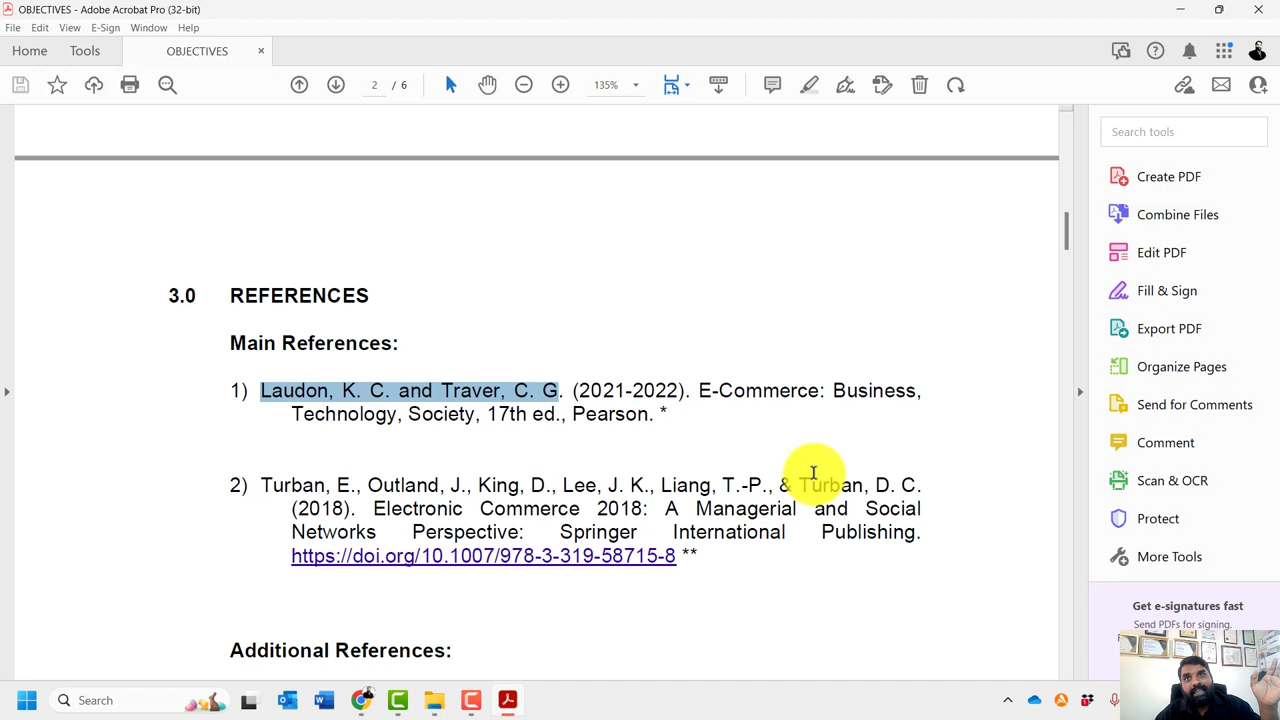 OBJECTIVES - Adobe Acrobat Pro (32-bit)
File Edit View E-Sign Window Help
Home Tools OBJECTIVES ×
2 / 6 135%
Search tools
Create PDF
Combine Files
Edit PDF
Fill & Sign
Export PDF
Organize Pages
Send for Comments
Comment
Scan & OCR
Protect
More Tools
Get e-signatures fast
Send PDFs for signing.
3.0 REFERENCES
Main References:
1) Laudon, K. C. and Traver, C. G. (2021-2022). E-Commerce: Business,
Technology, Society, 17th ed., Pearson. *
2) Turban, E., Outland, J., King, D., Lee, J. K., Liang, T.-P., & Turban, D. C.
(2018). Electronic Commerce 2018: A Managerial and Social
Networks Perspective: Springer International Publishing.
https://doi.org/10.1007/978-3-319-58715-8 **
Additional References:
Search